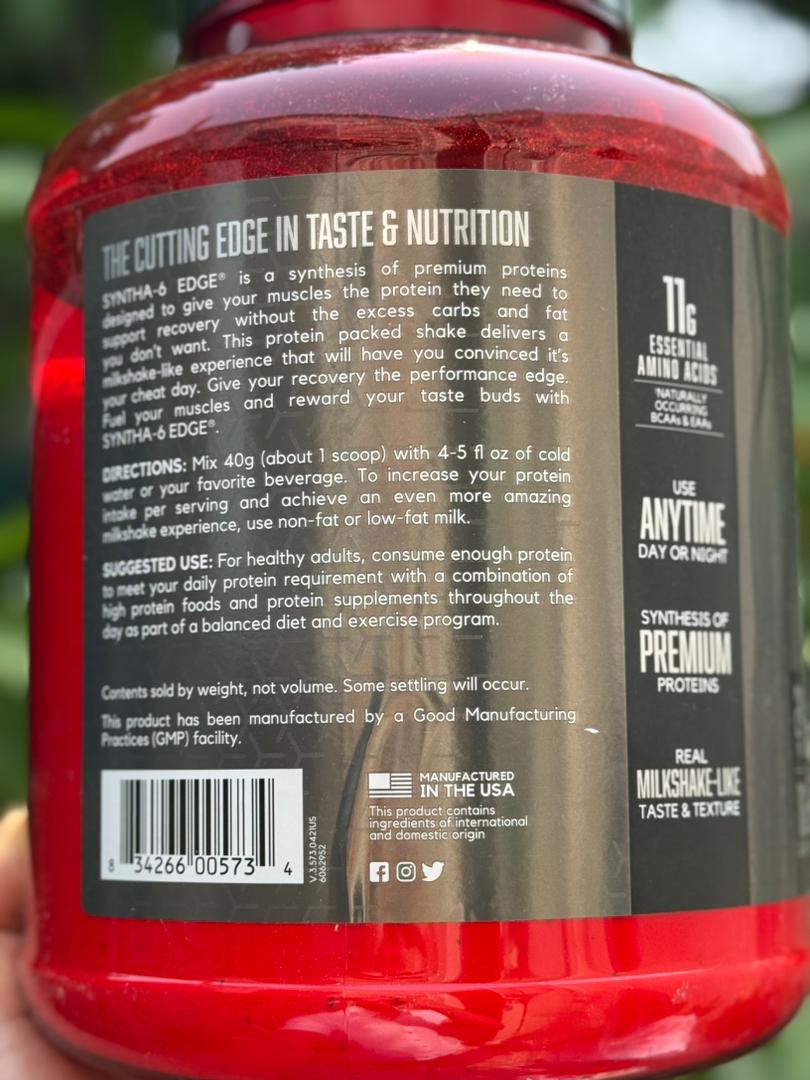 THE CUTTING EDGE IN TASTE & NUTRITION
SYNTHA-6 EDGE® is a synthesis of premium proteins
designed to give your muscles the protein they need to
support recovery without the excess carbs and fat
you don't want. This protein packed shake delivers a
milkshake-like experience that will have you convinced it's
your cheat day. Give your recovery the performance edge.
Fuel your muscles and reward your taste buds with
SYNTHA-6 EDGE®.
DIRECTIONS: Mix 40g (about 1 scoop) with 4-5 fl oz of cold
water or your favorite beverage. To increase your protein
intake per serving and achieve an even more amazing
milkshake experience, use non-fat or low-fat milk.
SUGGESTED USE: For healthy adults, consume enough protein
to meet your daily protein requirement with a combination of
high protein foods and protein supplements throughout the
day as part of a balanced diet and exercise program.
Contents sold by weight, not volume. Some settling will occur.
This product has been manufactured by a Good Manufacturing
Practices (GMP) facility.
8 34266 00573 4
V.3.573.0421US
6062952
MANUFACTURED
IN THE USA
This product contains
ingredients of international
and domestic origin
11G
ESSENTIAL
AMINO ACIDS*
*NATURALLY
OCCURRING
BCAAs & EAAs
USE
ANYTIME
DAY OR NIGHT
SYNTHESIS OF
PREMIUM
PROTEINS
REAL
MILKSHAKE-LIKE
TASTE & TEXTURE